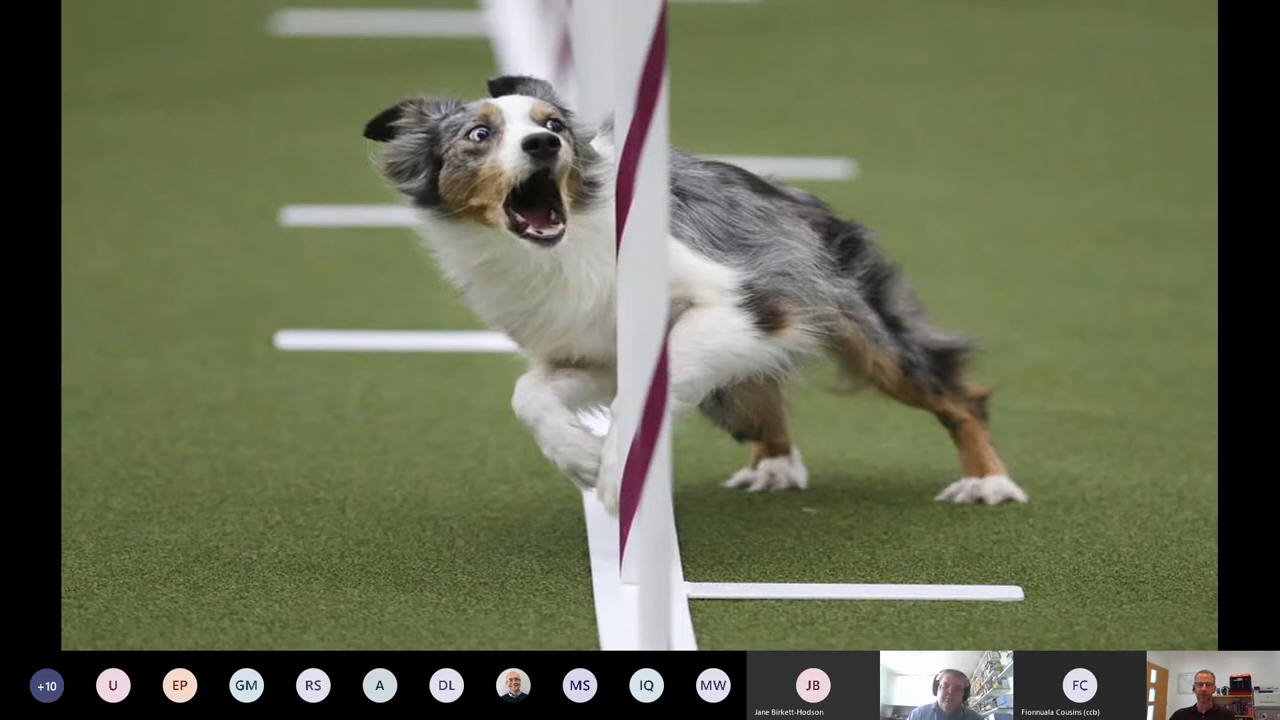 +10
U
EP
GM
RS
A
DL
MS
IQ
MW
JB
Jane Birkett-Hodson
FC
Fionnuala Cousins (ccb)